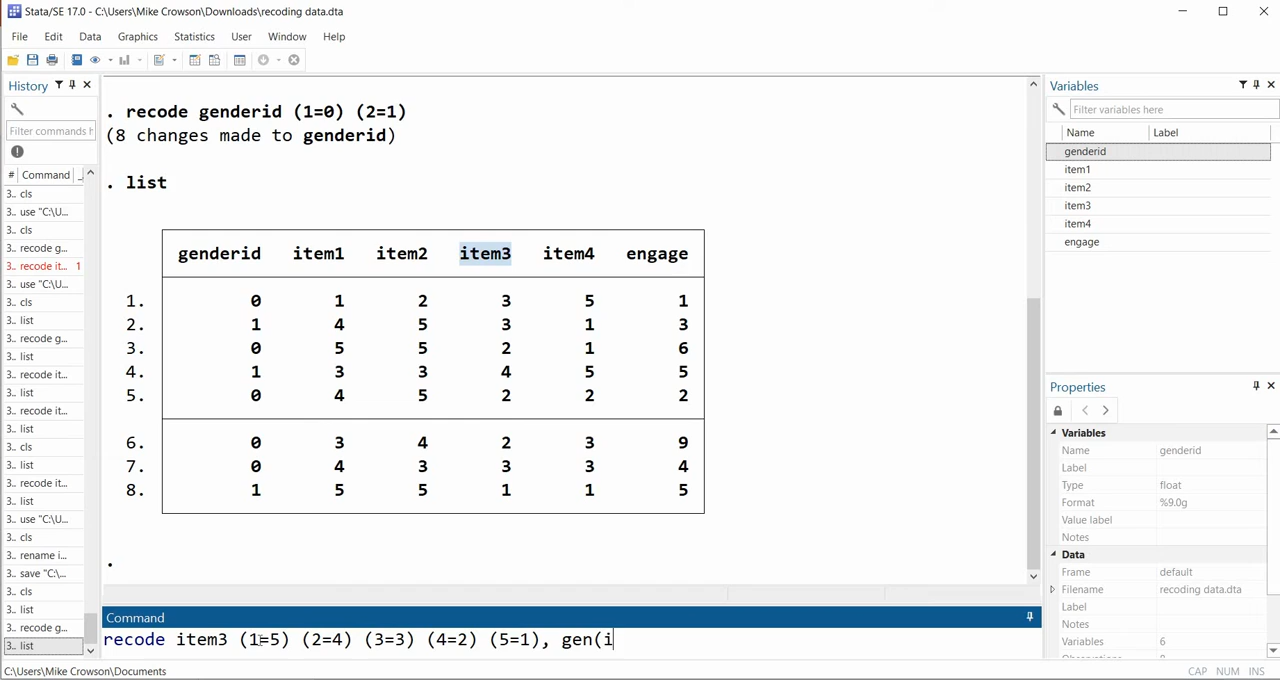 Stata/SE 17.0 - C:\Users\Mike Crowson\Downloads\recoding data.dta
File Edit Data Graphics Statistics User Window Help
History
Filter commands h
# Command
3.. cls
3.. use "C:\U...
3.. cls
3.. recode g...
3.. recode it... 1
3.. use "C:\U...
3.. cls
3.. list
3.. recode g...
3.. list
3.. recode it...
3.. list
3.. recode it...
3.. list
3.. cls
3.. list
3.. recode it...
3.. list
3.. use "C:\U...
3.. cls
3.. rename i...
3.. save "C:\...
3.. cls
3.. list
3.. recode g...
3.. list
. recode genderid (1=0) (2=1)
(8 changes made to genderid)
. list
genderid item1 item2 item3 item4 engage
1. 0 1 2 3 5 1
2. 1 4 5 3 1 3
3. 0 5 5 2 1 6
4. 1 3 3 4 5 5
5. 0 4 5 2 2 2
6. 0 3 4 2 3 9
7. 0 4 3 3 3 4
8. 1 5 5 1 1 5
.
Command
recode item3 (1=5) (2=4) (3=3) (4=2) (5=1), gen(i
Variables
Filter variables here
Name Label
genderid
item1
item2
item3
item4
engage
Properties
Variables
Name genderid
Label
Type float
Format %9.0g
Value label
Notes
Data
Frame default
Filename recoding data.dta
Label
Notes
Variables 6
C:\Users\Mike Crowson\Documents
CAP NUM INS